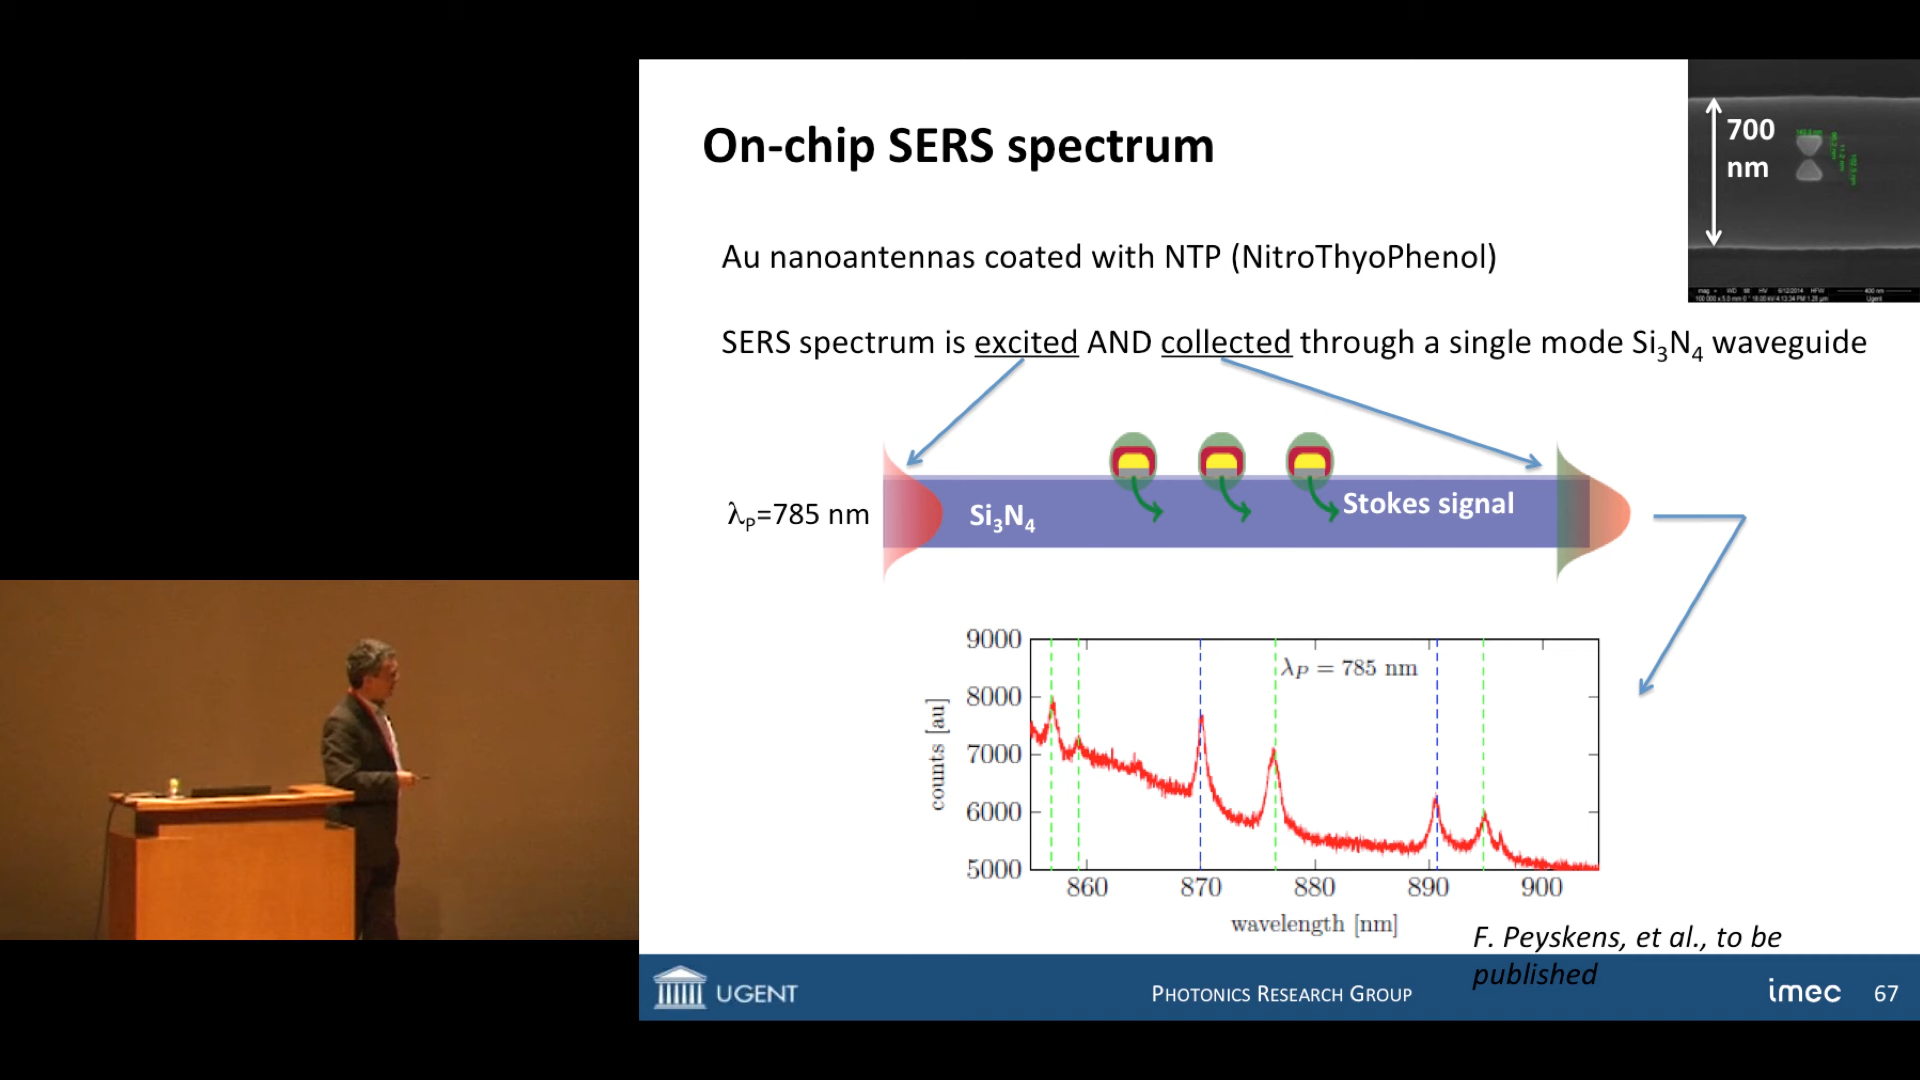 On-chip SERS spectrum
700
nm
Au nanoantennas coated with NTP (NitroThyoPhenol)
SERS spectrum is excited AND collected through a single mode Si₃N₄ waveguide
λP=785 nm
Si₃N₄
Stokes signal
9000
8000
7000
6000
5000
counts [au]
λP = 785 nm
860 870 880 890 900
wavelength [nm]
F. Peyskens, et al., to be
published
UGENT
PHOTONICS RESEARCH GROUP
imec
67